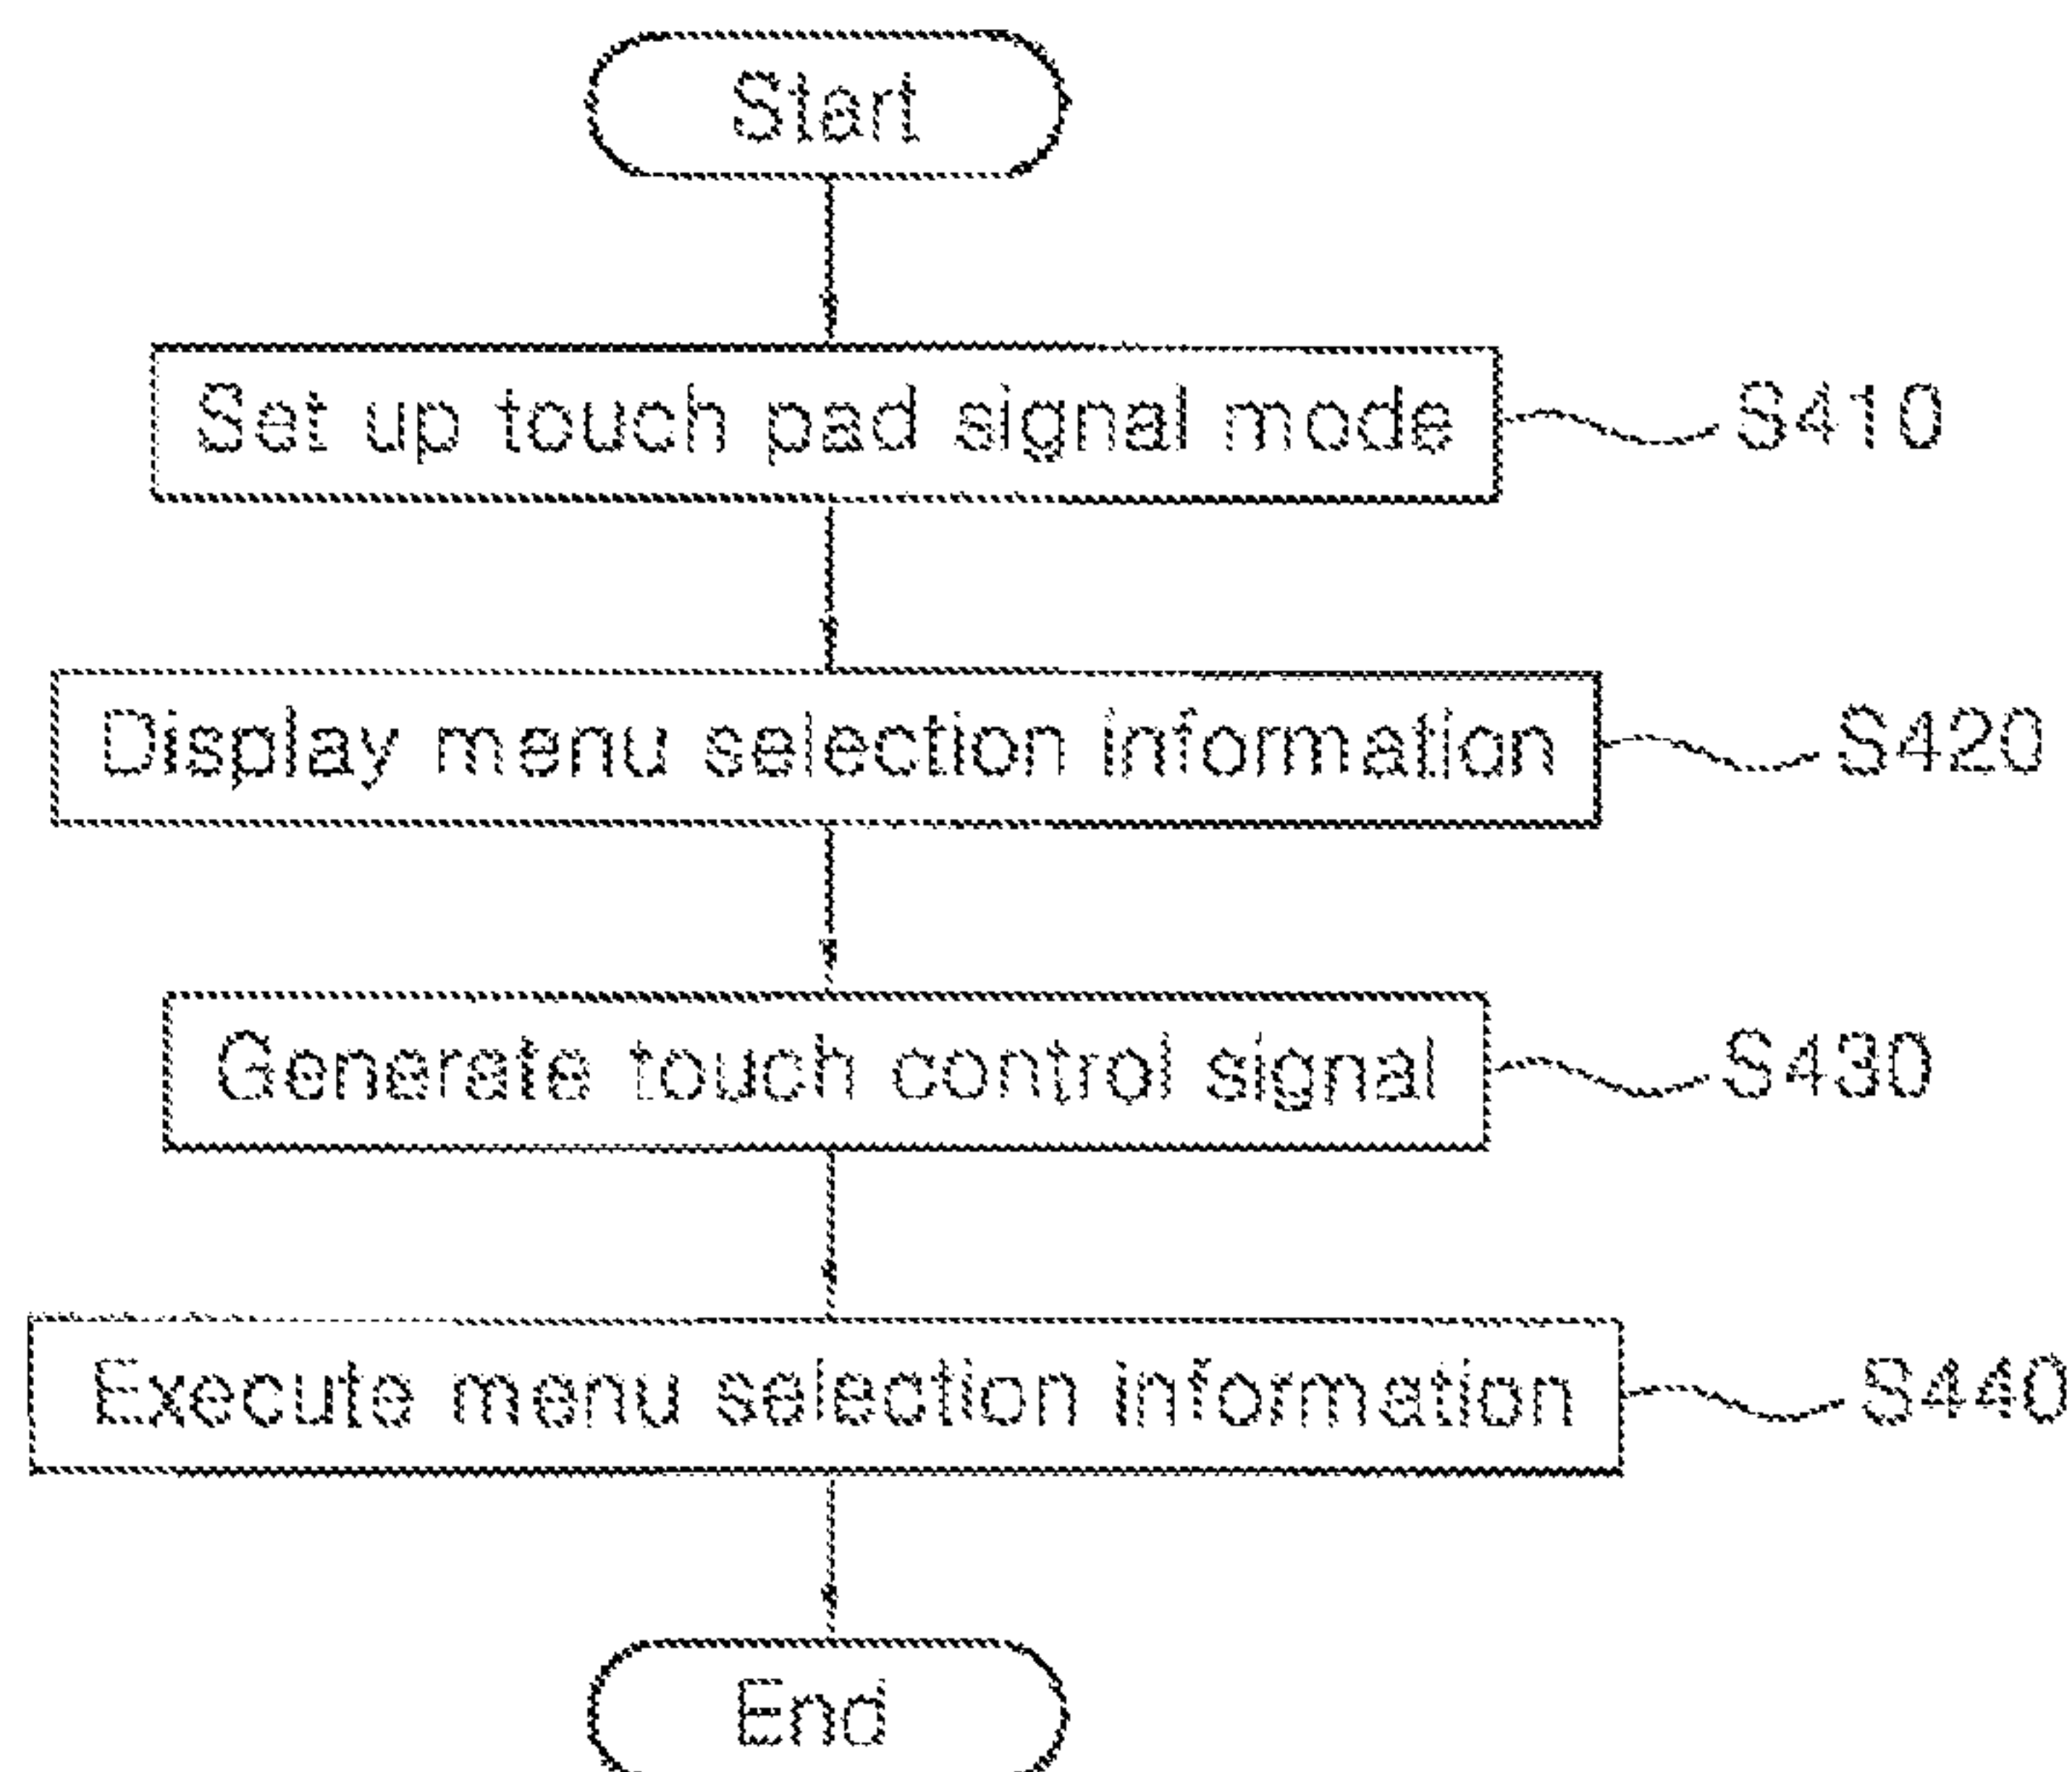 Start
Set up touch pad signal mode
S410
Display menu selection information
S420
Generate touch control signal
S430
Execute menu selection information
S440
End